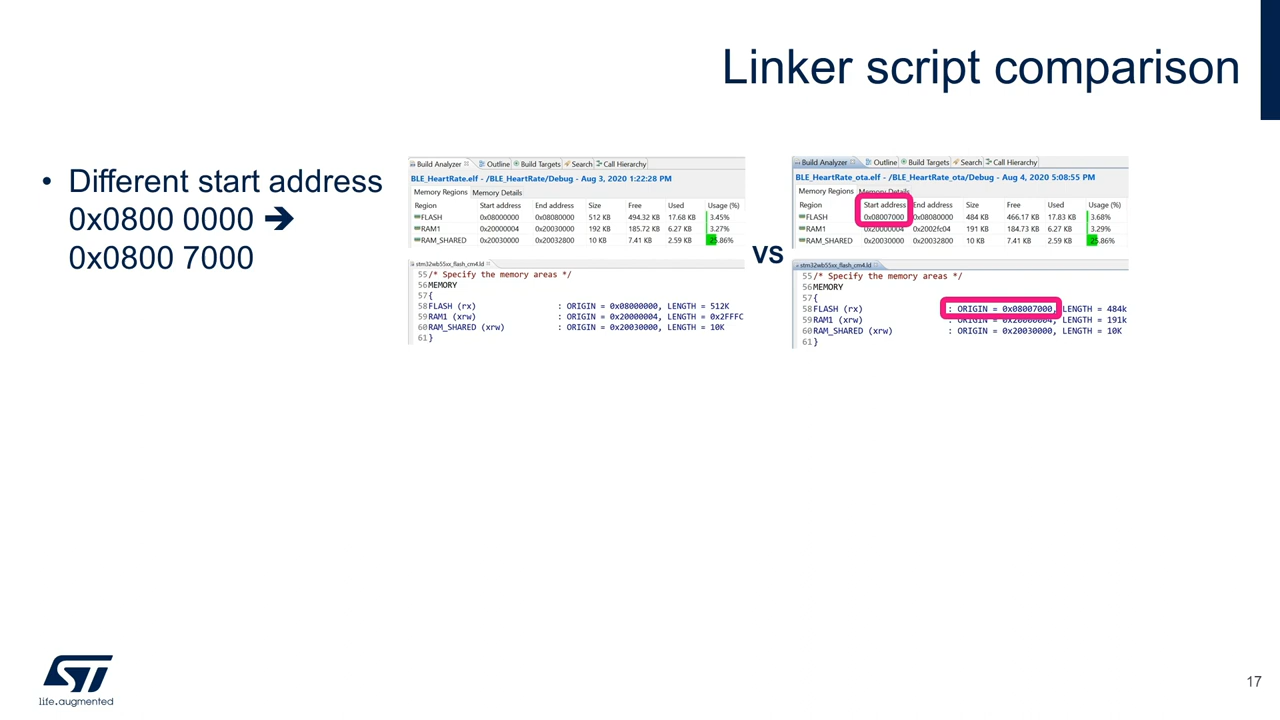 Linker script comparison
• Different start address
0x0800 0000 ➔
0x0800 7000
Build Analyzer Outline Build Targets Search Call Hierarchy
BLE_HeartRate.elf - /BLE_HeartRate/Debug - Aug 3, 2020 1:22:28 PM
Memory Regions Memory Details
Region Start address End address Size Free Used Usage (%)
FLASH 0x08000000 0x08080000 512 KB 494.32 KB 17.68 KB 3.45%
RAM1 0x20000004 0x20030000 192 KB 185.72 KB 6.27 KB 3.27%
RAM_SHARED 0x20030000 0x20032800 10 KB 7.41 KB 2.59 KB 25.86%
stm32wb55xx_flash_cm4.ld
55 /* Specify the memory areas */
56 MEMORY
57 {
58 FLASH (rx) : ORIGIN = 0x08000000, LENGTH = 512K
59 RAM1 (xrw) : ORIGIN = 0x20000004, LENGTH = 0x2FFFC
60 RAM_SHARED (xrw) : ORIGIN = 0x20030000, LENGTH = 10K
61 }
vs
Build Analyzer Outline Build Targets Search Call Hierarchy
BLE_HeartRate_ota.elf - /BLE_HeartRate_ota/Debug - Aug 4, 2020 5:08:55 PM
Memory Regions Memory Details
Region Start address End address Size Free Used Usage (%)
FLASH 0x08007000 0x08080000 484 KB 466.17 KB 17.83 KB 3.68%
RAM1 0x20000004 0x2002fc04 191 KB 184.73 KB 6.27 KB 3.29%
RAM_SHARED 0x20030000 0x20032800 10 KB 7.41 KB 2.59 KB 25.86%
stm32wb55xx_flash_cm4.ld
55 /* Specify the memory areas */
56 MEMORY
57 {
58 FLASH (rx) : ORIGIN = 0x08007000, LENGTH = 484k
59 RAM1 (xrw) : ORIGIN = 0x20000004, LENGTH = 191k
60 RAM_SHARED (xrw) : ORIGIN = 0x20030000, LENGTH = 10K
61 }
ST
life.augmented
17